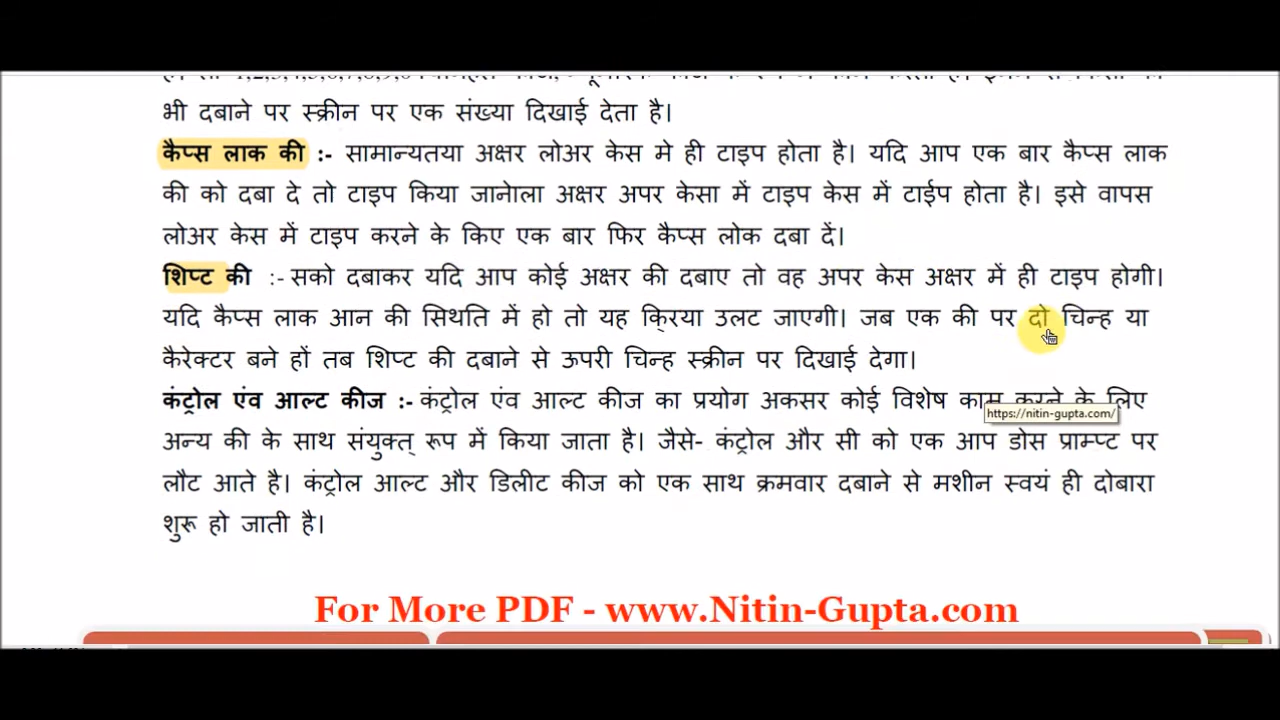 भी दबाने पर स्क्रीन पर एक संख्या दिखाई देता है।
कैप्स लाक की :- सामान्यतया अक्षर लोअर केस मे ही टाइप होता है। यदि आप एक बार कैप्स लाक
की को दबा दे तो टाइप किया जानेाला अक्षर अपर केसा में टाइप केस में टाईप होता है। इसे वापस
लोअर केस में टाइप करने के किए एक बार फिर कैप्स लोक दबा दें।
शिप्ट की :- सको दबाकर यदि आप कोई अक्षर की दबाए तो वह अपर केस अक्षर में ही टाइप होगी।
यदि कैप्स लाक आन की सिथति में हो तो यह कि्रया उलट जाएगी। जब एक की पर दो चिन्ह या
कैरेक्टर बने हों तब शिप्ट की दबाने से ऊपरी चिन्ह स्क्रीन पर दिखाई देगा।
कंट्रोल एंव आल्ट कीज :- कंट्रोल एंव आल्ट कीज का प्रयोग अकसर कोई विशेष काम करने के लिए
https://nitin-gupta.com/
अन्य की के साथ संयुक्त् रूप में किया जाता है। जैसे- कंट्रोल और सी को एक आप डोस प्राम्प्ट पर
लौट आते है। कंट्रोल आल्ट और डिलीट कीज को एक साथ क्रमवार दबाने से मशीन स्वयं ही दोबारा
शुरू हो जाती है।
For More PDF - www.Nitin-Gupta.com